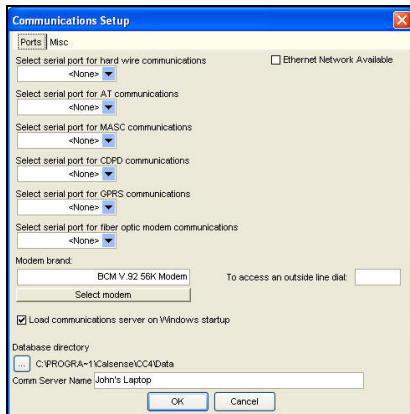 Communications Setup
Ports Misc
Select serial port for hard wire communications
Ethernet Network Available
<None>
Select serial port for AT communications
<None>
Select serial port for MASC communications
<None>
Select serial port for CDPD communications
<None>
Select serial port for GPRS communications
<None>
Select serial port for fiber optic modem communications
<None>
Modem brand:
BCM V.92 56K Modem
To access an outside line dial:
Select modem
Load communications server on Windows startup
Database directory
... C:\PROGRA~1\Calsense\CC4\Data
Comm Server Name John's Laptop
OK Cancel